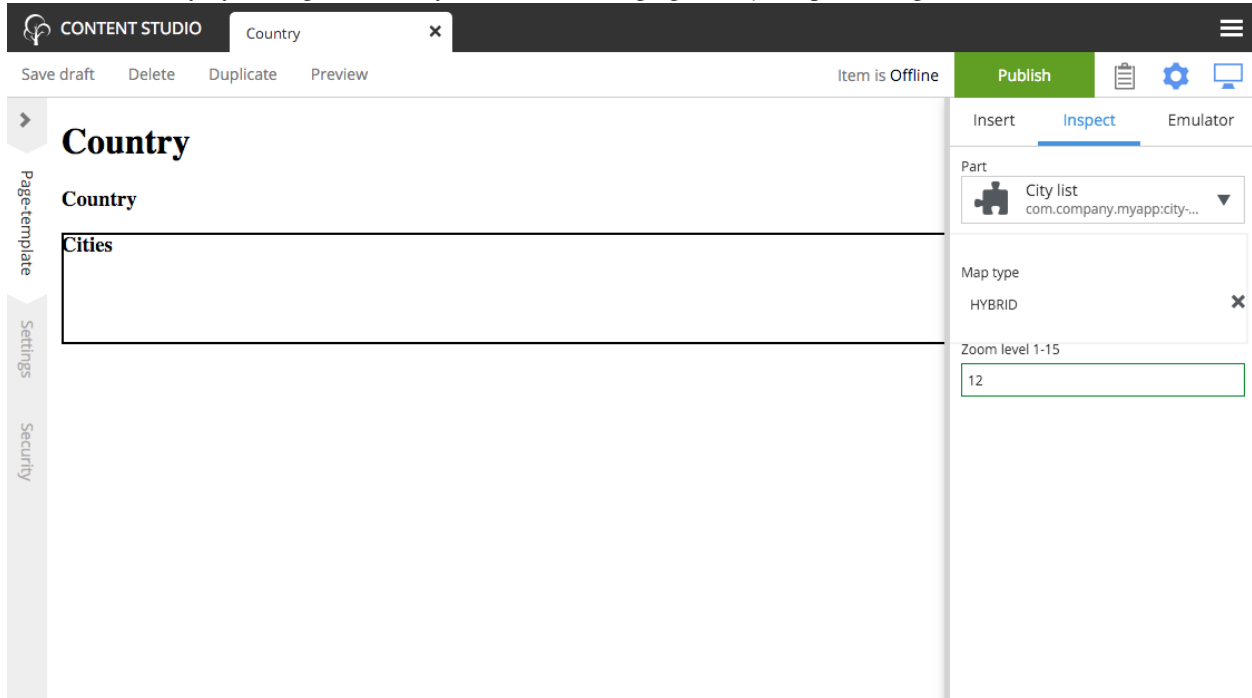 CONTENT STUDIO
Country
Save draft Delete Duplicate Preview Item is Offline Publish
Insert Inspect Emulator
Country
Part
City list
com.company.myapp:city-...
Page-template
Country
Cities
Map type
HYBRID
Settings
Zoom level 1-15
12
Security